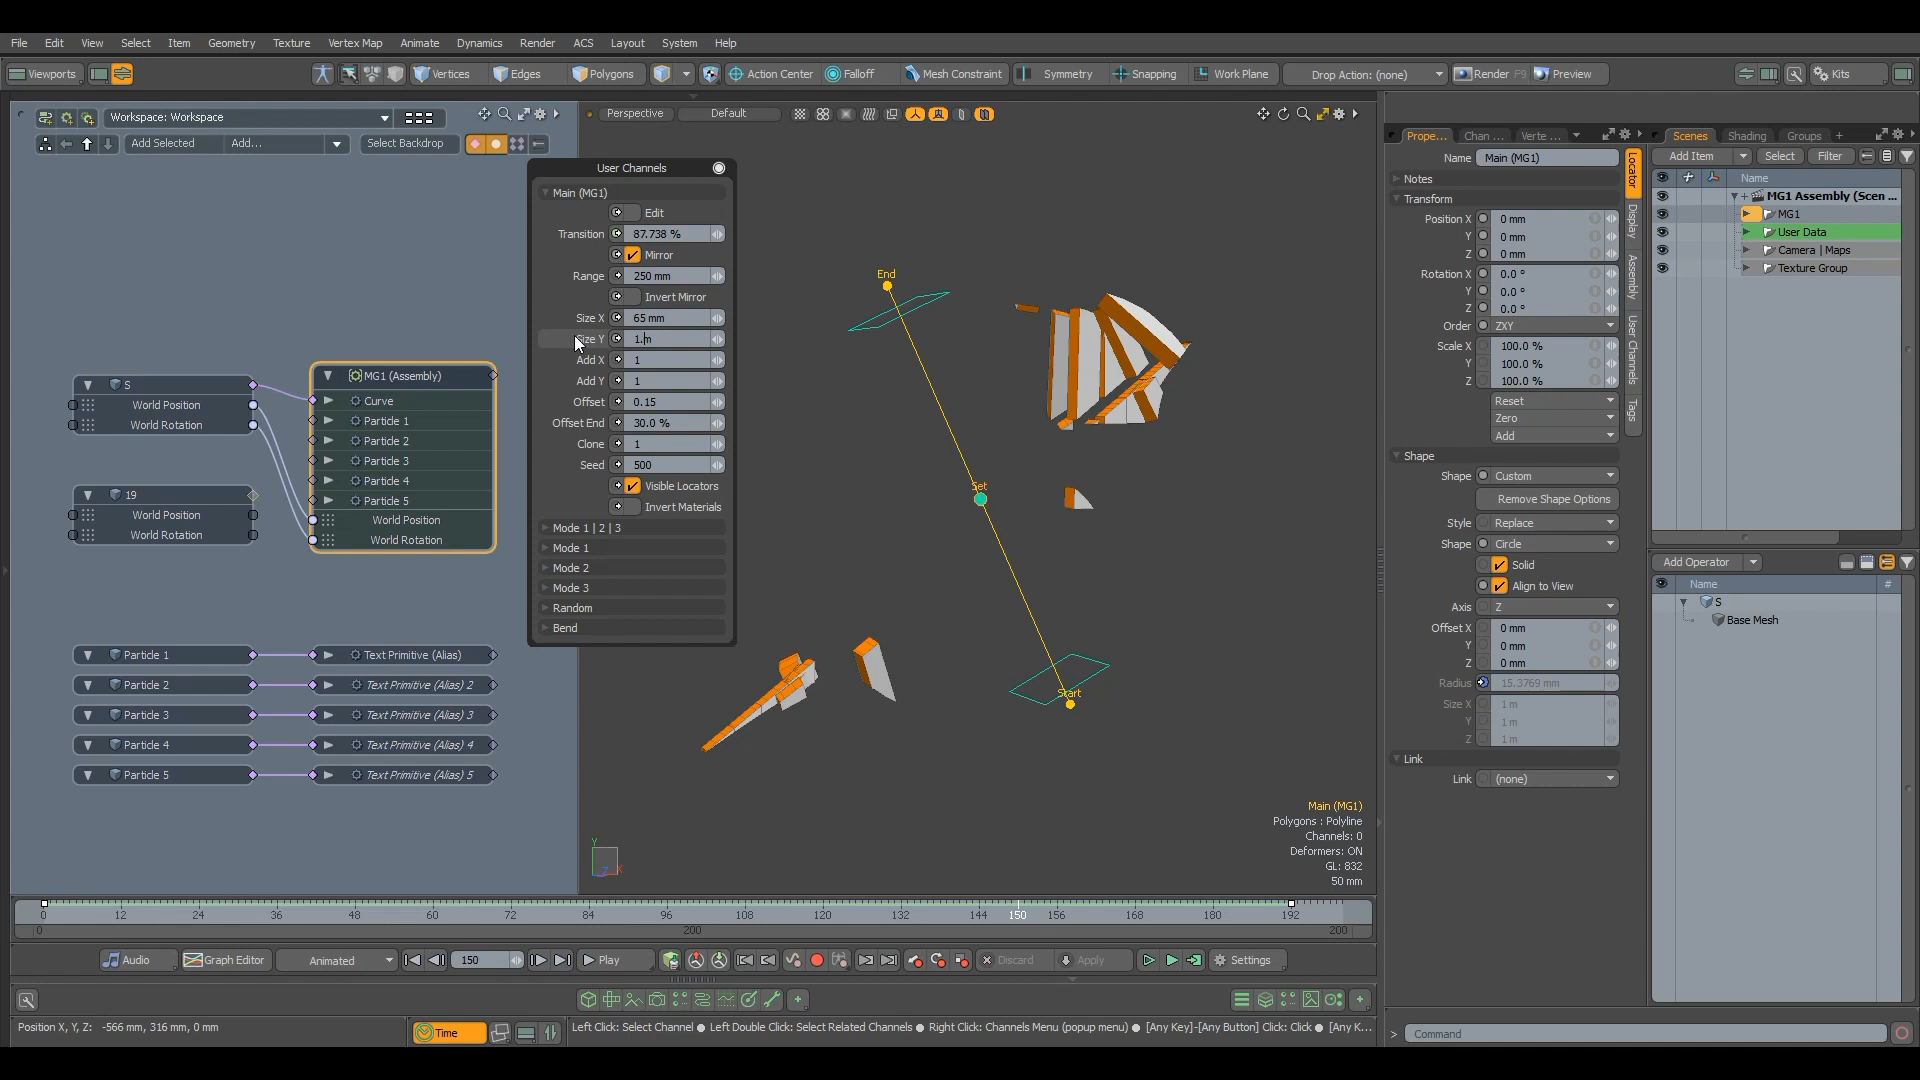 File Edit View Select Item Geometry Texture Vertex Map Animate Dynamics Render ACS Layout System Help
Viewports Vertices Edges Polygons Action Center Falloff Mesh Constraint Symmetry Snapping Work Plane Drop Action: (none) Render F9 Preview Kits
Workspace: Workspace
Add Selected Add... Select Backdrop
S
World Position
World Rotation
19
World Position
World Rotation
MG1 (Assembly)
Curve
Particle 1
Particle 2
Particle 3
Particle 4
Particle 5
World Position
World Rotation
Particle 1 Text Primitive (Alias)
Particle 2 Text Primitive (Alias) 2
Particle 3 Text Primitive (Alias) 3
Particle 4 Text Primitive (Alias) 4
Particle 5 Text Primitive (Alias) 5
User Channels
Main (MG1)
Edit
Transition 87.738 %
Mirror
Range 250 mm
Invert Mirror
Size X 65 mm
Size Y 1.m
Add X 1
Add Y 1
Offset 0.15
Offset End 30.0 %
Clone 1
Seed 500
Visible Locators
Invert Materials
Mode 1 | 2 | 3
Mode 1
Mode 2
Mode 3
Random
Bend
Perspective Default
End
Set
Start
Y
X
Z
Main (MG1)
Polygons : Polyline
Channels: 0
Deformers: ON
GL: 832
50 mm
Prope... Chan ... Verte ...
Name Main (MG1)
Notes
Transform
Position X 0 mm
Y 0 mm
Z 0 mm
Rotation X 0.0 °
Y 0.0 °
Z 0.0 °
Order ZXY
Scale X 100.0 %
Y 100.0 %
Z 100.0 %
Reset
Zero
Add
Shape
Shape Custom
Remove Shape Options
Style Replace
Shape Circle
Solid
Align to View
Axis Z
Offset X 0 mm
Y 0 mm
Z 0 mm
Radius 15.3769 mm
Size X 1 m
Y 1 m
Z 1 m
Link
Link (none)
Locator
Display
Assembly
User Channels
Tags
Scenes Shading Groups +
Add Item Select Filter
Name
MG1 Assembly (Scen ...
MG1
User Data
Camera | Maps
Texture Group
Add Operator
Name #
S
Base Mesh
0 12 24 36 48 60 72 84 96 108 120 132 144 150 156 168 180 192
0 200 200
Audio Graph Editor Animated 150 Play Discard Apply Settings
Position X, Y, Z: -566 mm, 316 mm, 0 mm
Time
Left Click: Select Channel ● Left Double Click: Select Related Channels ● Right Click: Channels Menu (popup menu) ● [Any Key]-[Any Button] Click: Click ● [Any K...
> Command